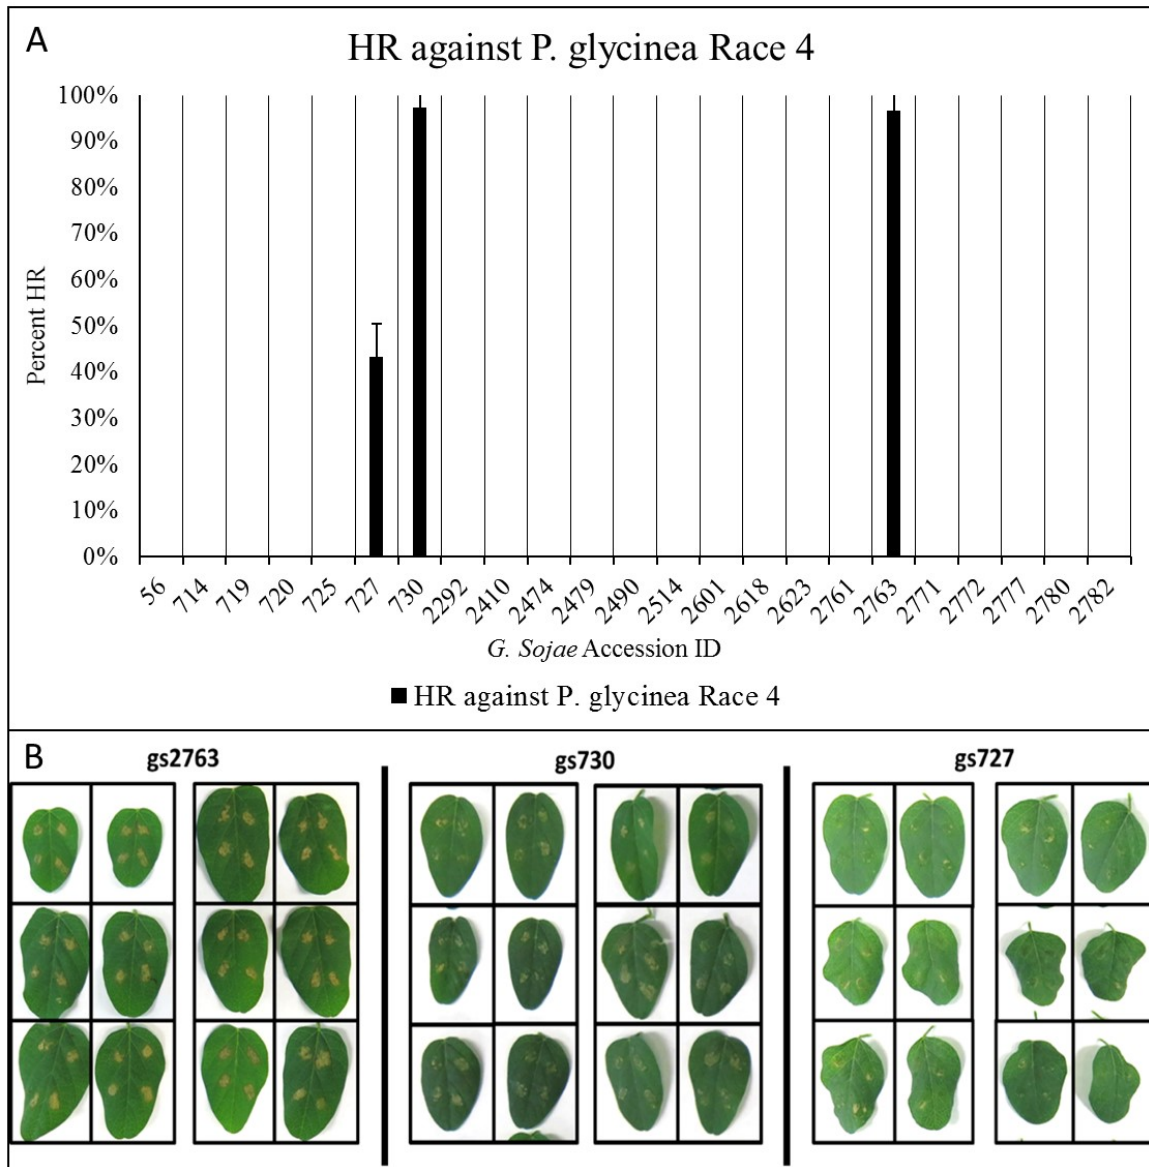 A
HR against P. glycinea Race 4
100%
90%
80%
70%
60%
50%
40%
30%
20%
10%
0%
Percent HR
56 714 719 720 725 727 730 2292 2410 2474 2479 2490 2514 2601 2618 2623 2761 2763 2771 2772 2777 2780 2782
G. Sojae Accession ID
HR against P. glycinea Race 4
B
gs2763 gs730 gs727